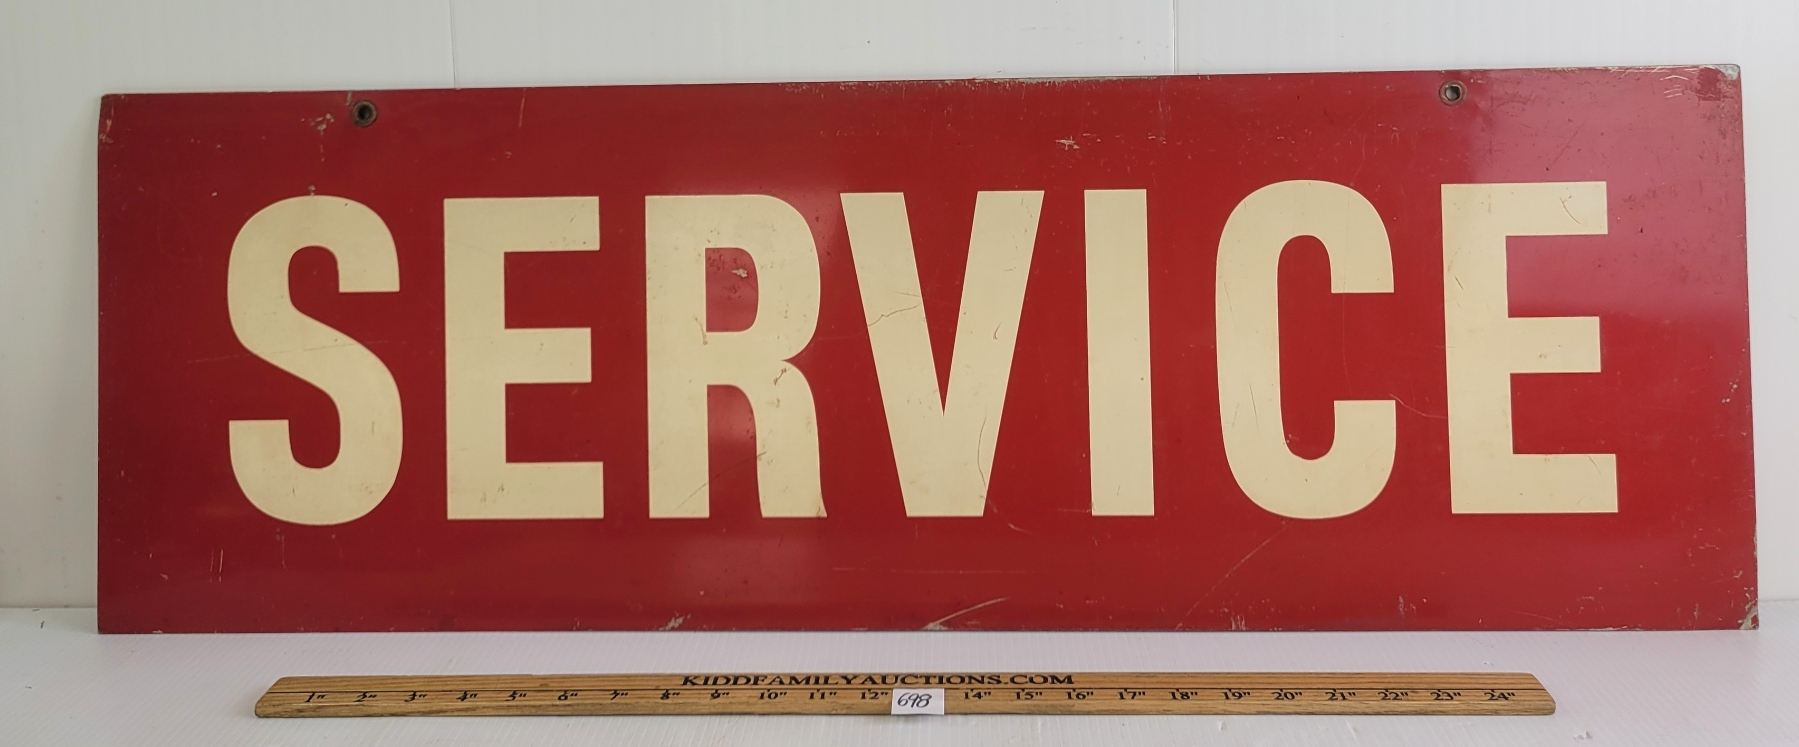 SERVICE
KIDDFAMILYAUCTIONS.COM
1" 2" 3" 4" 5" 6" 7" 8" 9" 10" 11" 12" 698 14" 15" 16" 17" 18" 19" 20" 21" 22" 23" 24"